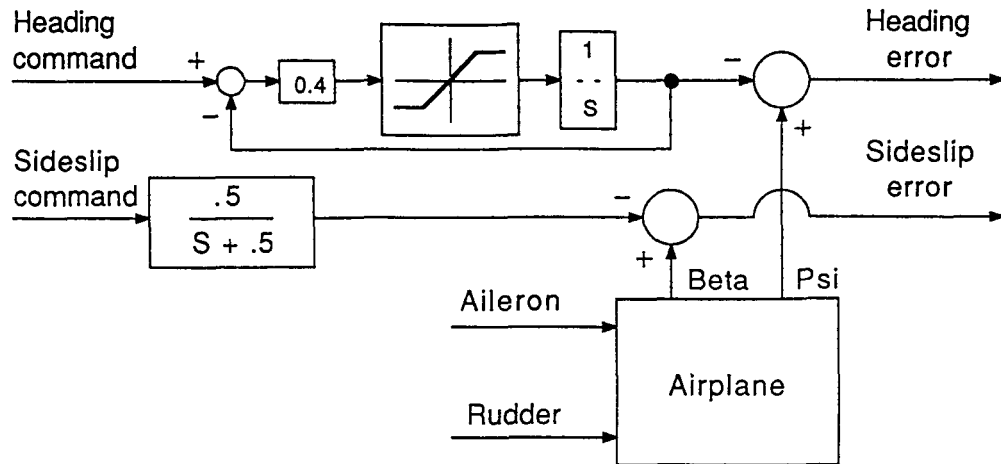 Heading
command
+
−
0.4
1
S
−
+
Heading
error
Sideslip
command
.5
S + .5
−
+
Sideslip
error
Beta
Psi
Aileron
Rudder
Airplane